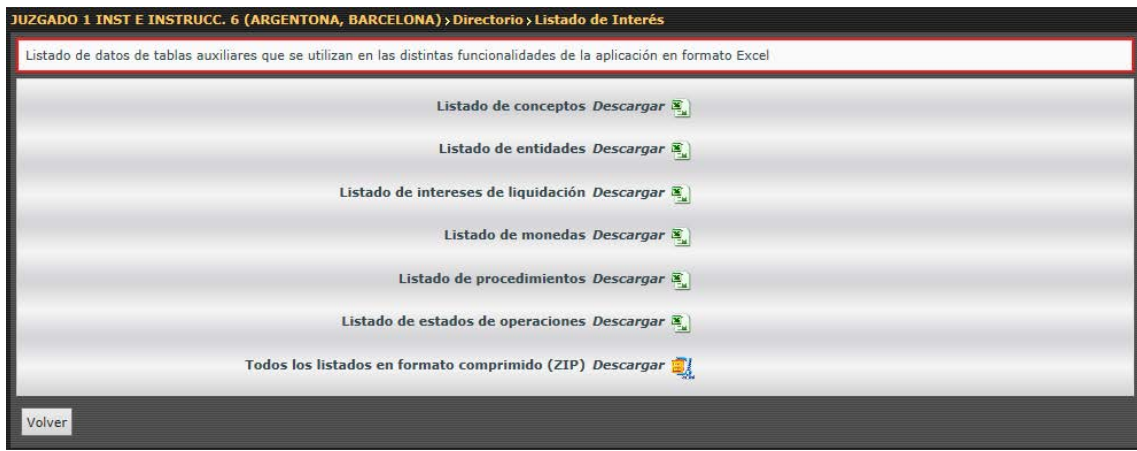 JUZGADO 1 INST E INSTRUCC. 6 (ARGENTONA, BARCELONA) › Directorio › Listado de Interés
Listado de datos de tablas auxiliares que se utilizan en las distintas funcionalidades de la aplicación en formato Excel
Listado de conceptos Descargar
Listado de entidades Descargar
Listado de intereses de liquidación Descargar
Listado de monedas Descargar
Listado de procedimientos Descargar
Listado de estados de operaciones Descargar
Todos los listados en formato comprimido (ZIP) Descargar
Volver